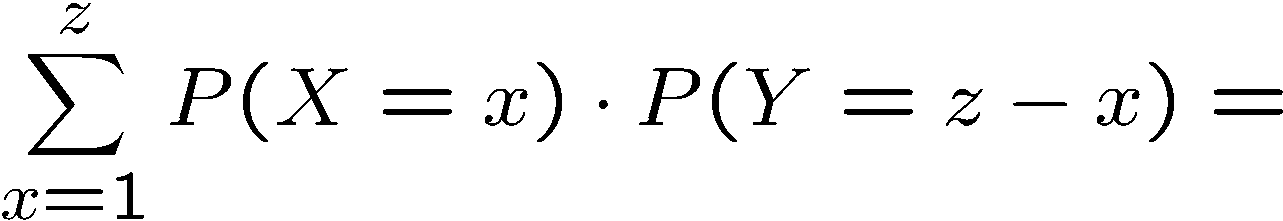 \sum_{x=1}^{z} P(X = x) \cdot P(Y = z - x) =